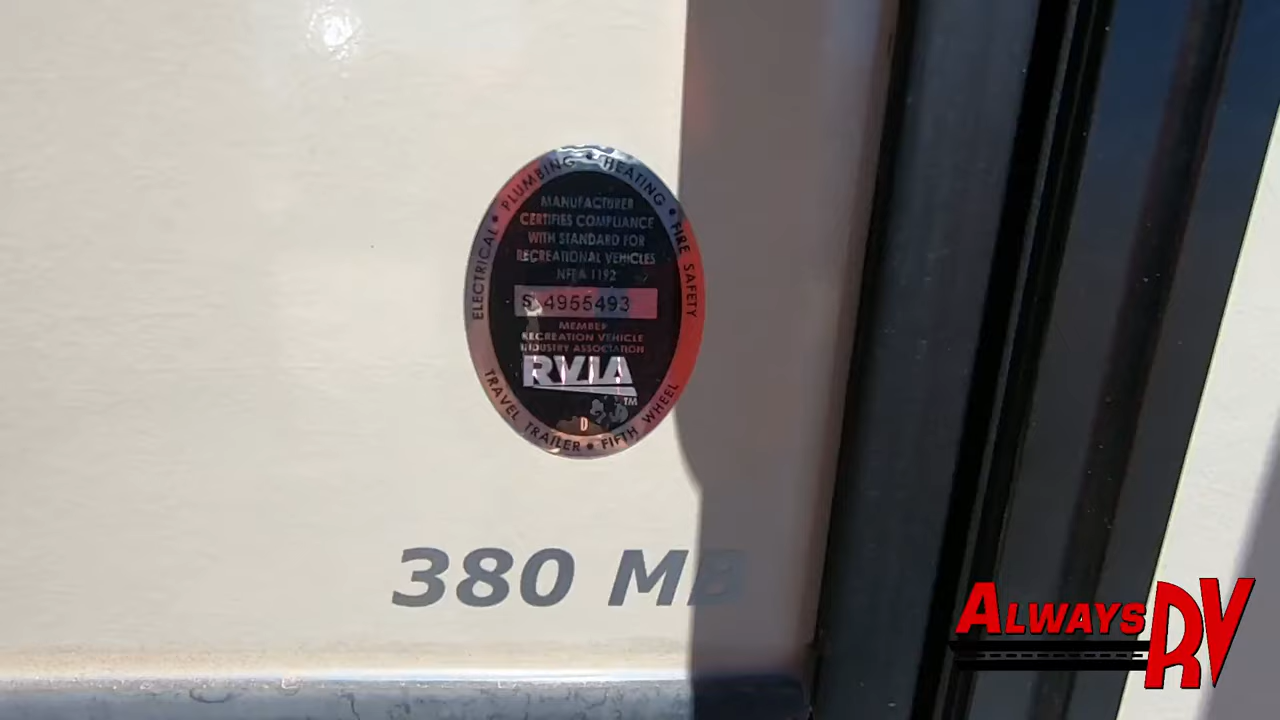 ELECTRICAL • PLUMBING • HEATING • FIRE SAFETY
MANUFACTURER
CERTIFIES COMPLIANCE
WITH STANDARD FOR
RECREATIONAL VEHICLES
NFPA 1192
S 4955493
MEMBER
RECREATION VEHICLE
INDUSTRY ASSOCIATION
RVIA
TM
D
TRAVEL TRAILER • FIFTH WHEEL
380 MB
ALWAYS RV